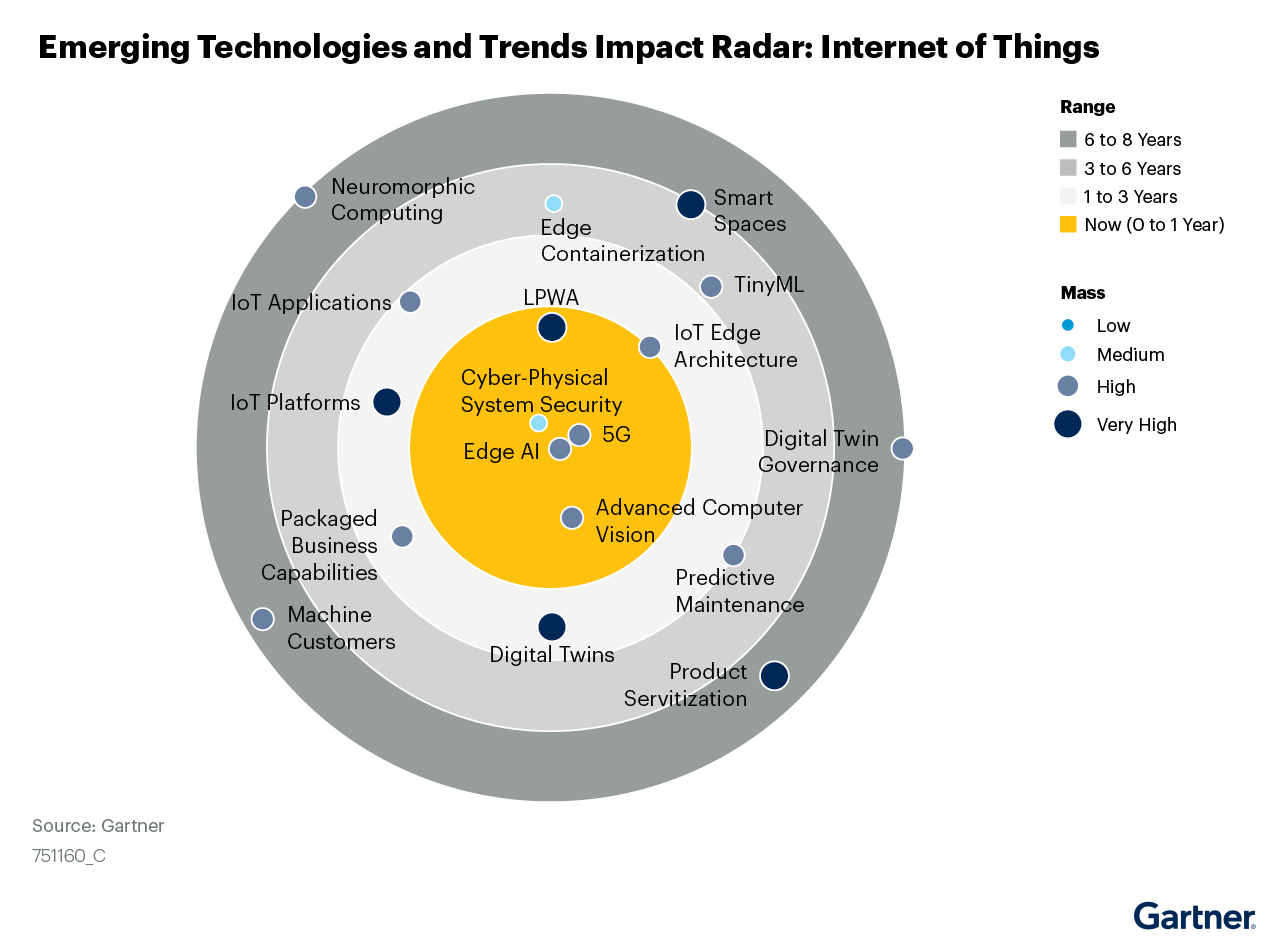 Emerging Technologies and Trends Impact Radar: Internet of Things
Range
6 to 8 Years
3 to 6 Years
1 to 3 Years
Now (0 to 1 Year)
Mass
Low
Medium
High
Very High
Neuromorphic
Computing
Smart
Spaces
Edge
Containerization
TinyML
IoT Applications
LPWA
IoT Edge
Architecture
Cyber-Physical
System Security
IoT Platforms
5G
Edge AI
Digital Twin
Governance
Advanced Computer
Vision
Packaged
Business
Capabilities
Predictive
Maintenance
Machine
Customers
Digital Twins
Product
Servitization
Source: Gartner
751160_C
Gartner®